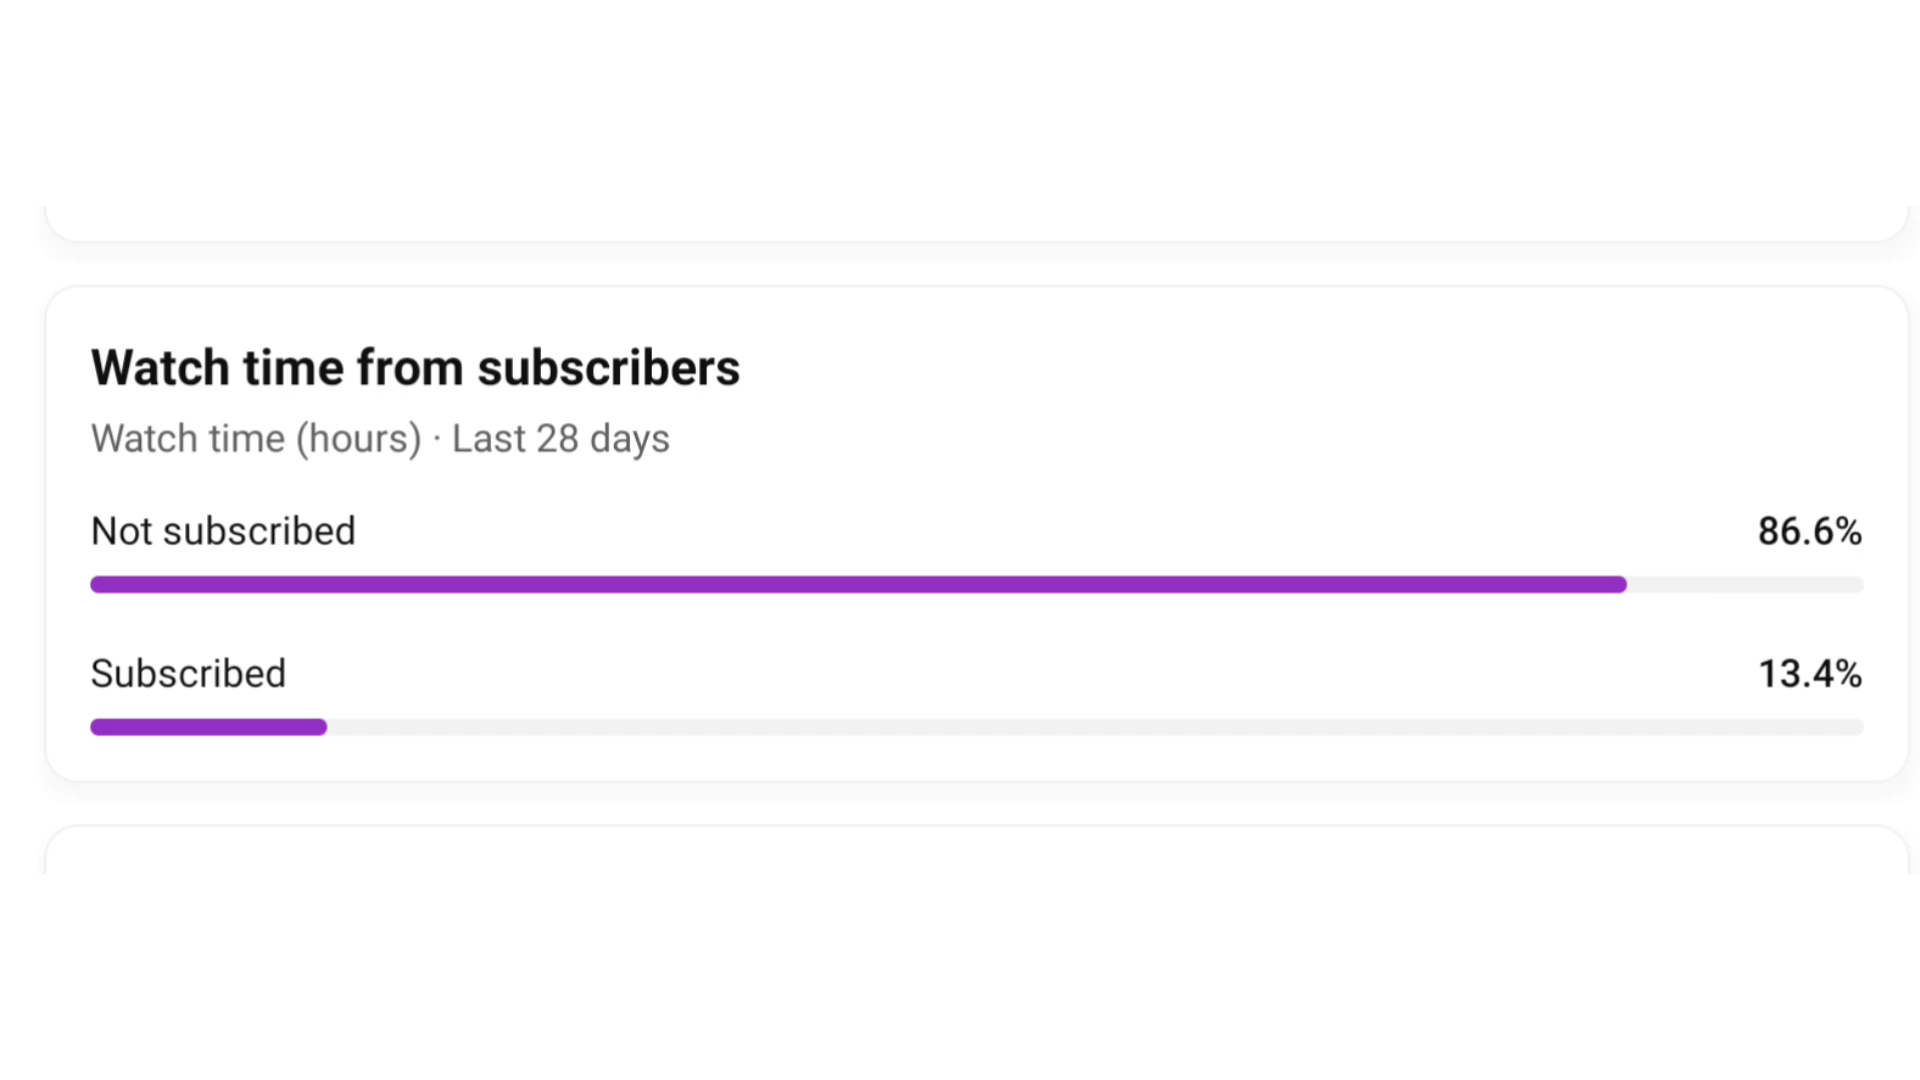 Watch time from subscribers
Watch time (hours) · Last 28 days
Not subscribed 86.6%
Subscribed 13.4%